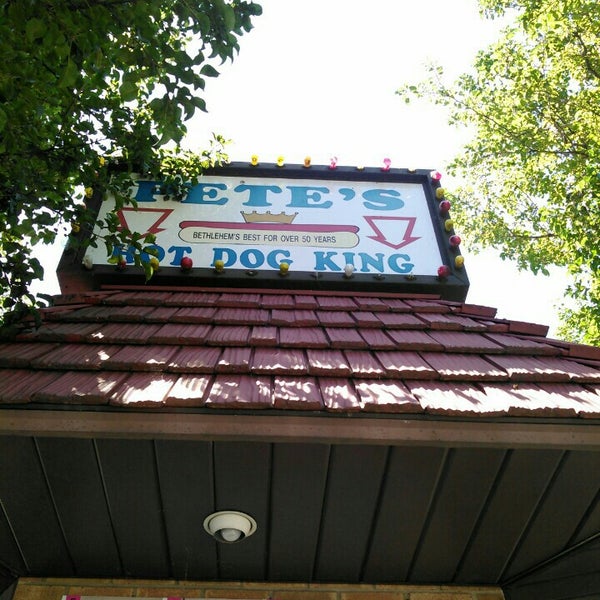 PETE'S
BETHLEHEM'S BEST FOR OVER 50 YEARS
HOT DOG KING